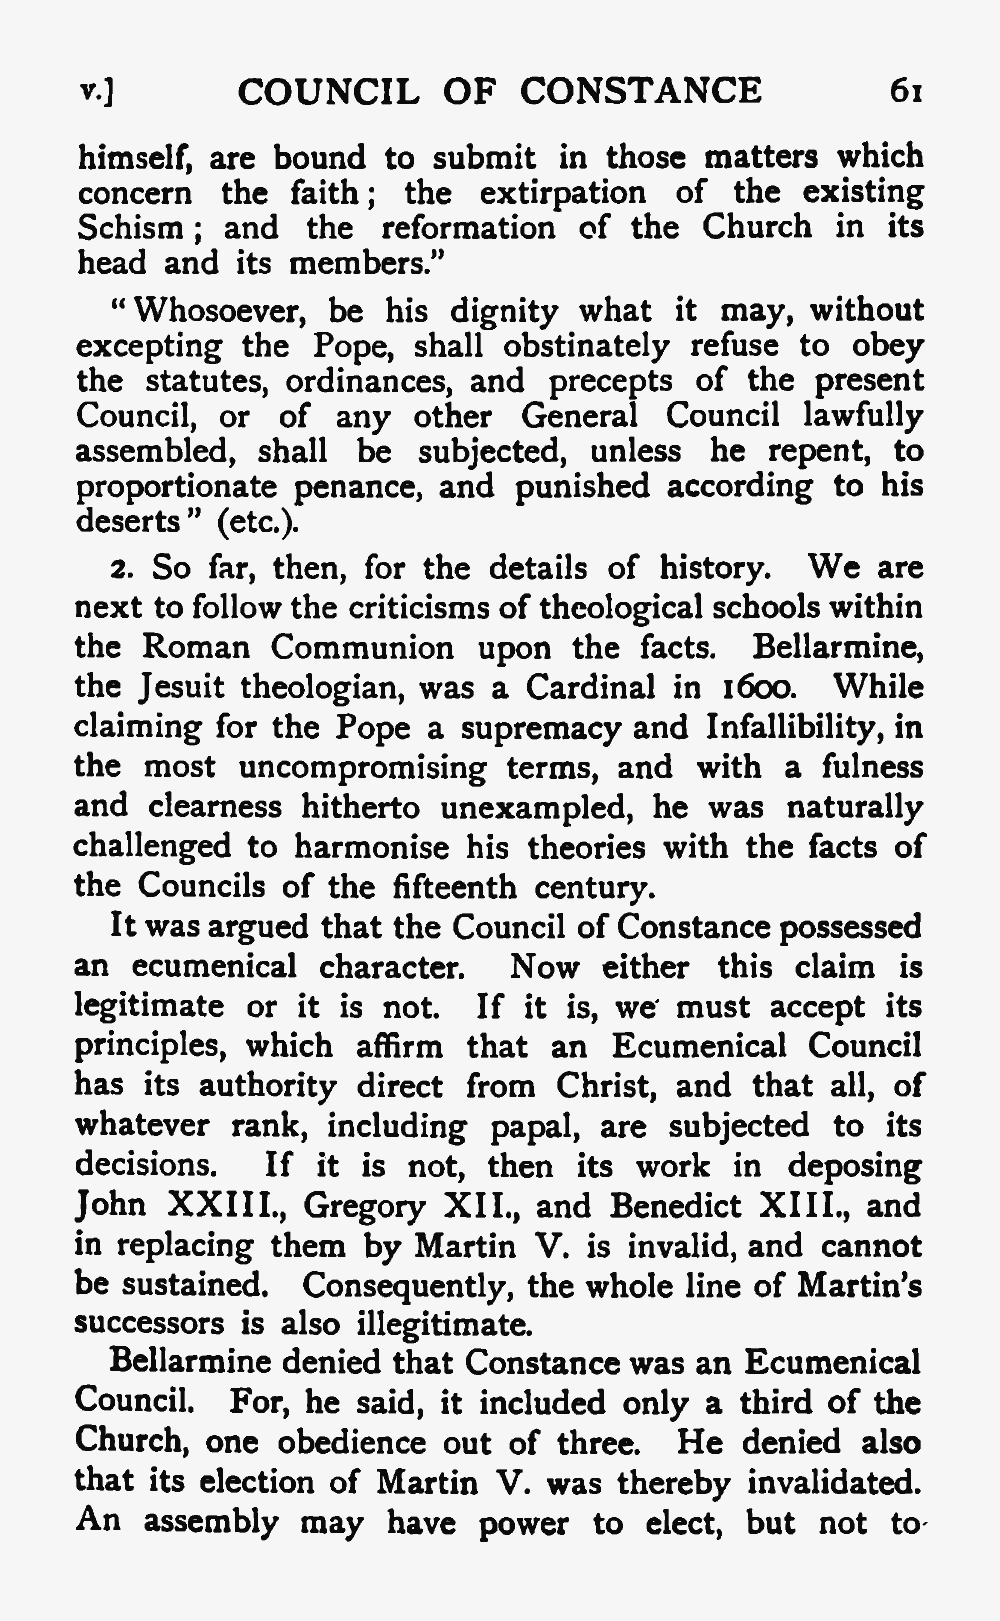 v.] COUNCIL OF CONSTANCE 61
himself, are bound to submit in those matters which
concern the faith ; the extirpation of the existing
Schism ; and the reformation of the Church in its
head and its members."
"Whosoever, be his dignity what it may, without
excepting the Pope, shall obstinately refuse to obey
the statutes, ordinances, and precepts of the present
Council, or of any other General Council lawfully
assembled, shall be subjected, unless he repent, to
proportionate penance, and punished according to his
deserts" (etc.).
2. So far, then, for the details of history. We are
next to follow the criticisms of theological schools within
the Roman Communion upon the facts. Bellarmine,
the Jesuit theologian, was a Cardinal in 1600. While
claiming for the Pope a supremacy and Infallibility, in
the most uncompromising terms, and with a fulness
and clearness hitherto unexampled, he was naturally
challenged to harmonise his theories with the facts of
the Councils of the fifteenth century.
It was argued that the Council of Constance possessed
an ecumenical character. Now either this claim is
legitimate or it is not. If it is, we must accept its
principles, which affirm that an Ecumenical Council
has its authority direct from Christ, and that all, of
whatever rank, including papal, are subjected to its
decisions. If it is not, then its work in deposing
John XXIII., Gregory XII., and Benedict XIII., and
in replacing them by Martin V. is invalid, and cannot
be sustained. Consequently, the whole line of Martin's
successors is also illegitimate.
Bellarmine denied that Constance was an Ecumenical
Council. For, he said, it included only a third of the
Church, one obedience out of three. He denied also
that its election of Martin V. was thereby invalidated.
An assembly may have power to elect, but not to